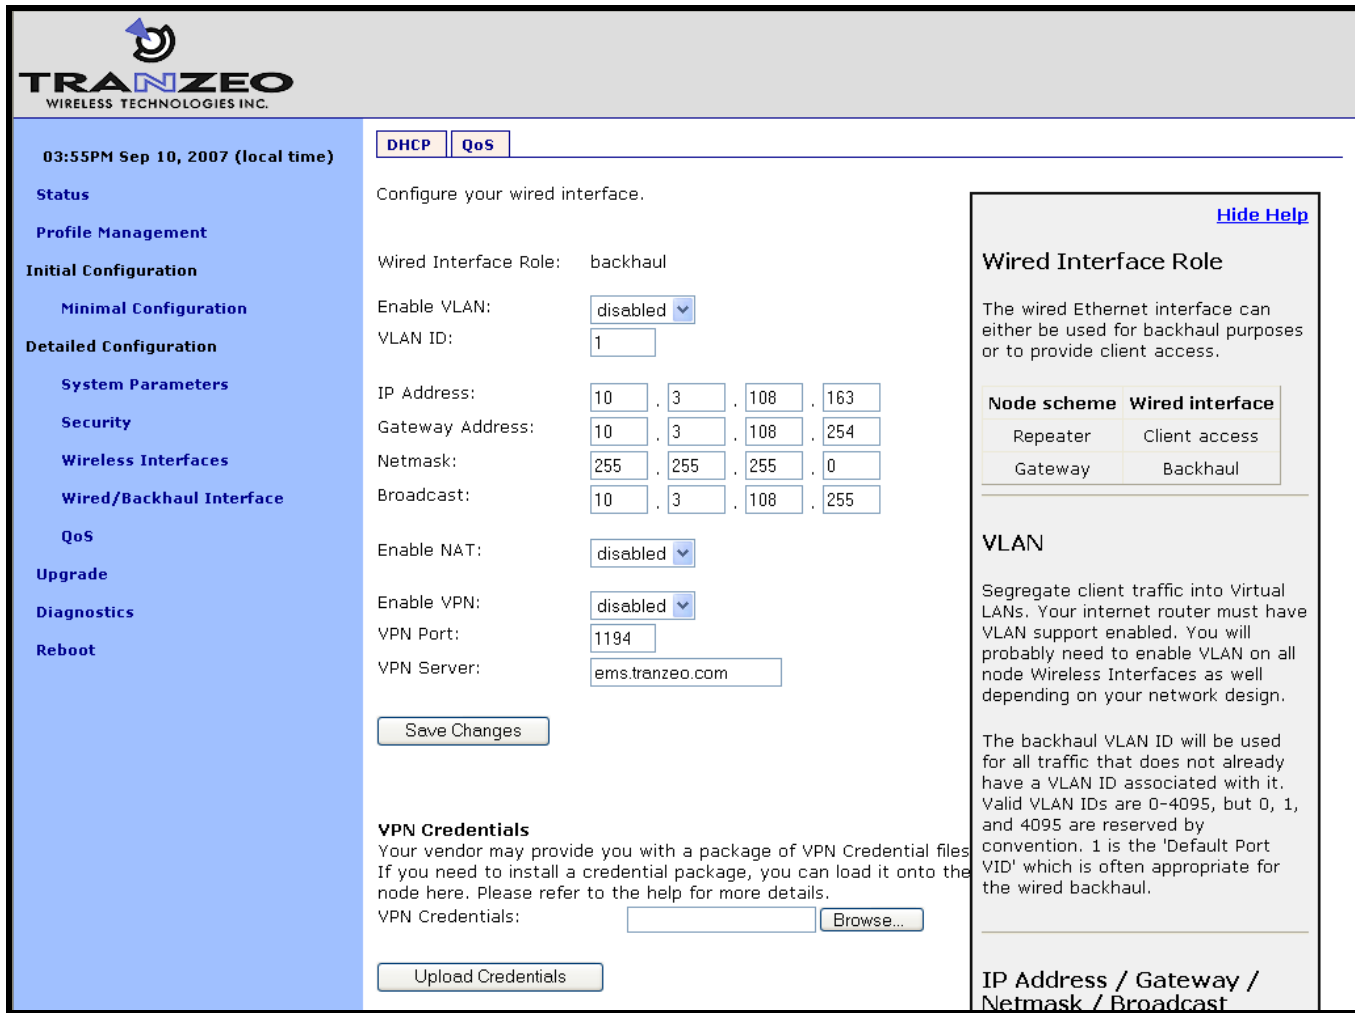 TRANZEO
WIRELESS TECHNOLOGIES INC.
03:55PM Sep 10, 2007 (local time)
Status
Profile Management
Initial Configuration
Minimal Configuration
Detailed Configuration
System Parameters
Security
Wireless Interfaces
Wired/Backhaul Interface
QoS
Upgrade
Diagnostics
Reboot
DHCP QoS
Configure your wired interface.
Wired Interface Role: backhaul
Enable VLAN: disabled
VLAN ID: 1
IP Address: 10 . 3 . 108 . 163
Gateway Address: 10 . 3 . 108 . 254
Netmask: 255 . 255 . 255 . 0
Broadcast: 10 . 3 . 108 . 255
Enable NAT: disabled
Enable VPN: disabled
VPN Port: 1194
VPN Server: ems.tranzeo.com
Save Changes
VPN Credentials
Your vendor may provide you with a package of VPN Credential files
If you need to install a credential package, you can load it onto the
node here. Please refer to the help for more details.
VPN Credentials: Browse...
Upload Credentials
Hide Help
Wired Interface Role
The wired Ethernet interface can
either be used for backhaul purposes
or to provide client access.
Node scheme Wired interface
Repeater Client access
Gateway Backhaul
VLAN
Segregate client traffic into Virtual
LANs. Your internet router must have
VLAN support enabled. You will
probably need to enable VLAN on all
node Wireless Interfaces as well
depending on your network design.
The backhaul VLAN ID will be used
for all traffic that does not already
have a VLAN ID associated with it.
Valid VLAN IDs are 0-4095, but 0, 1,
and 4095 are reserved by
convention. 1 is the 'Default Port
VID' which is often appropriate for
the wired backhaul.
IP Address / Gateway /
Netmask / Broadcast